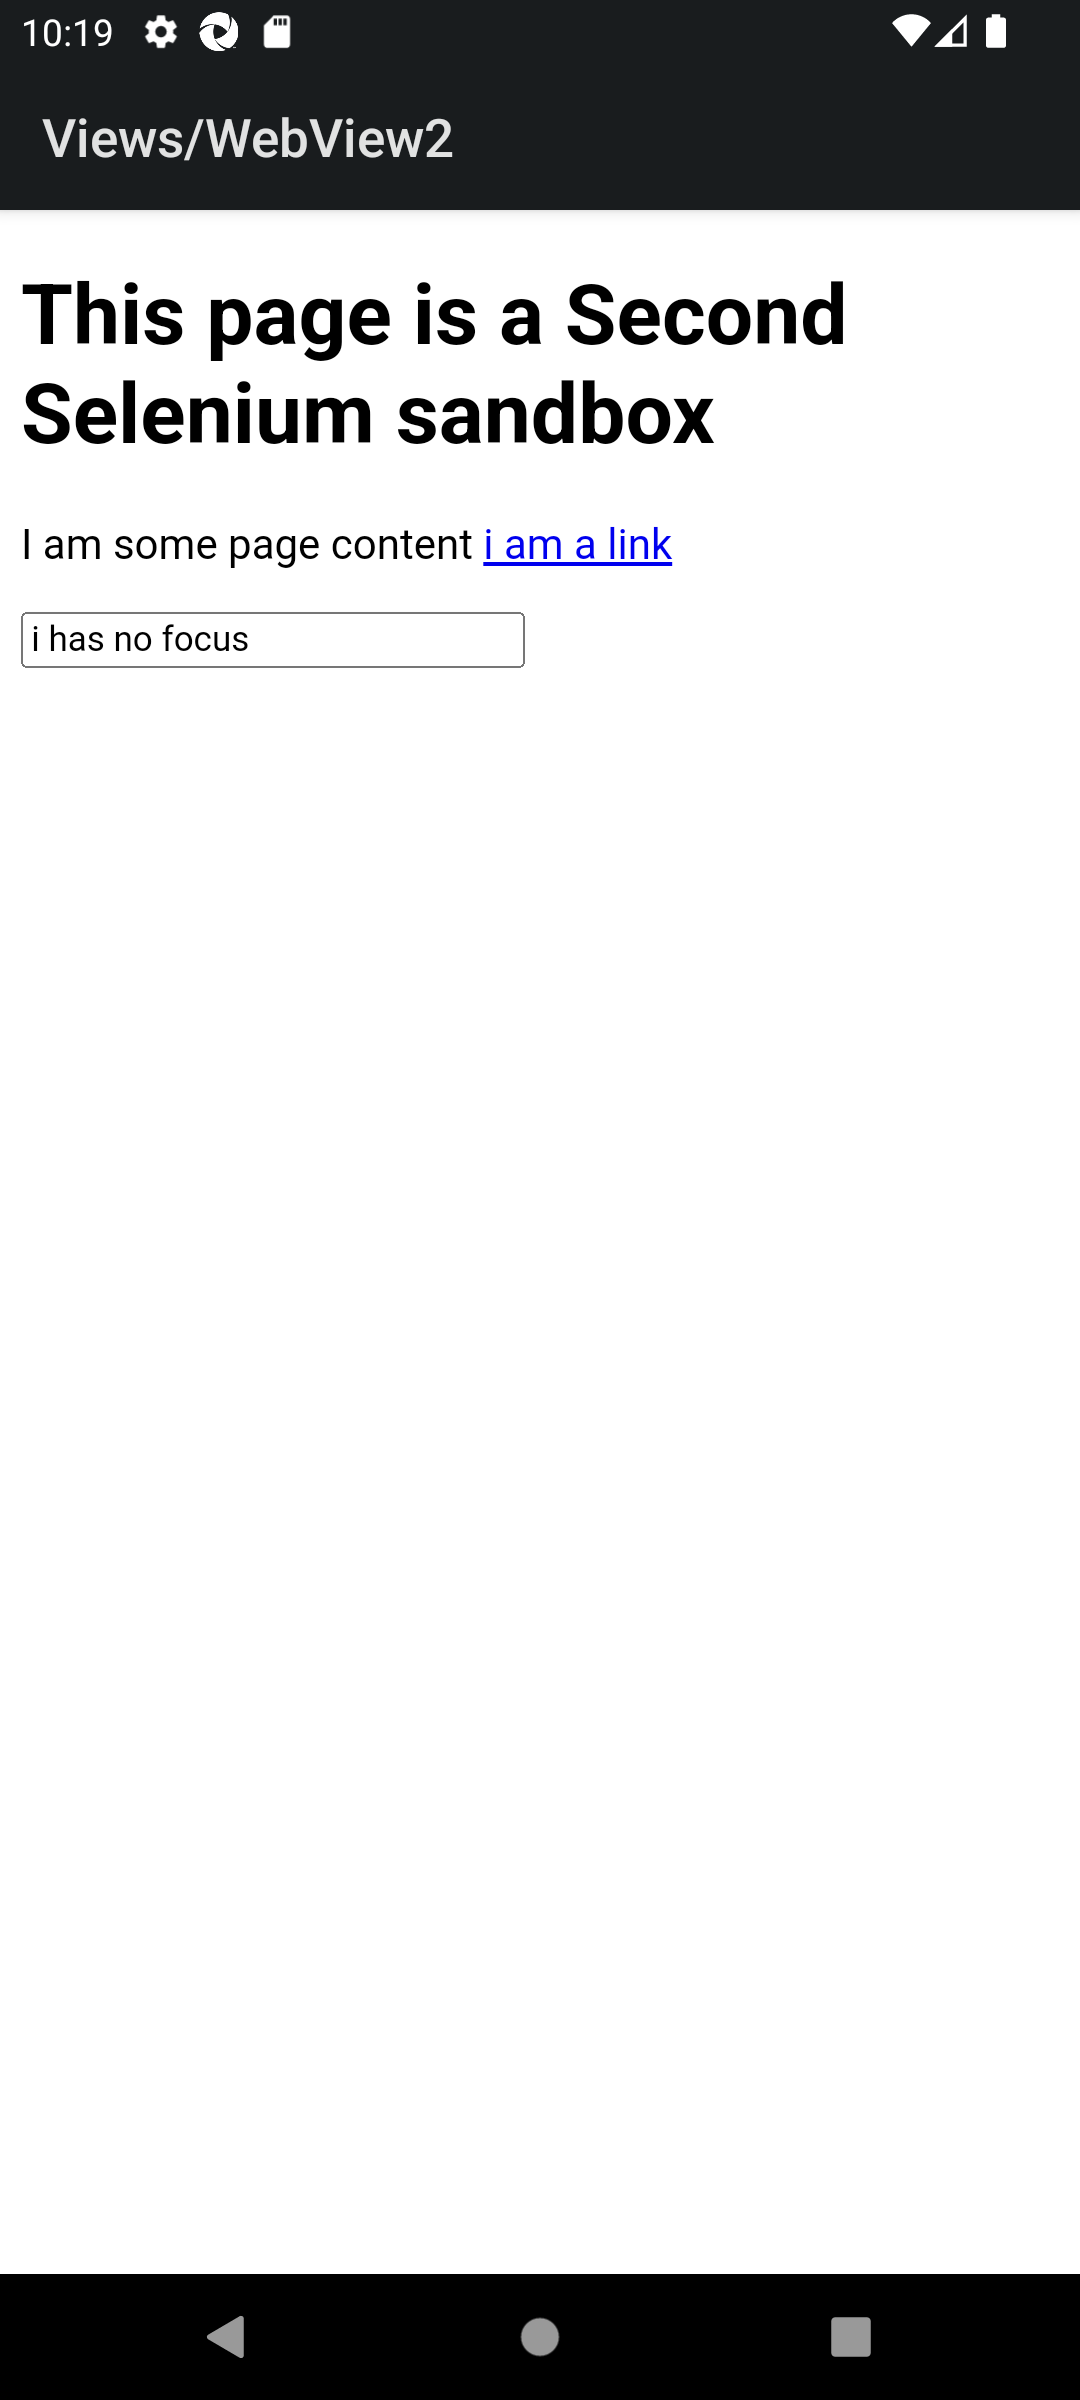 10:19
Views/WebView2
This page is a Second
Selenium sandbox
I am some page content i am a link
i has no focus